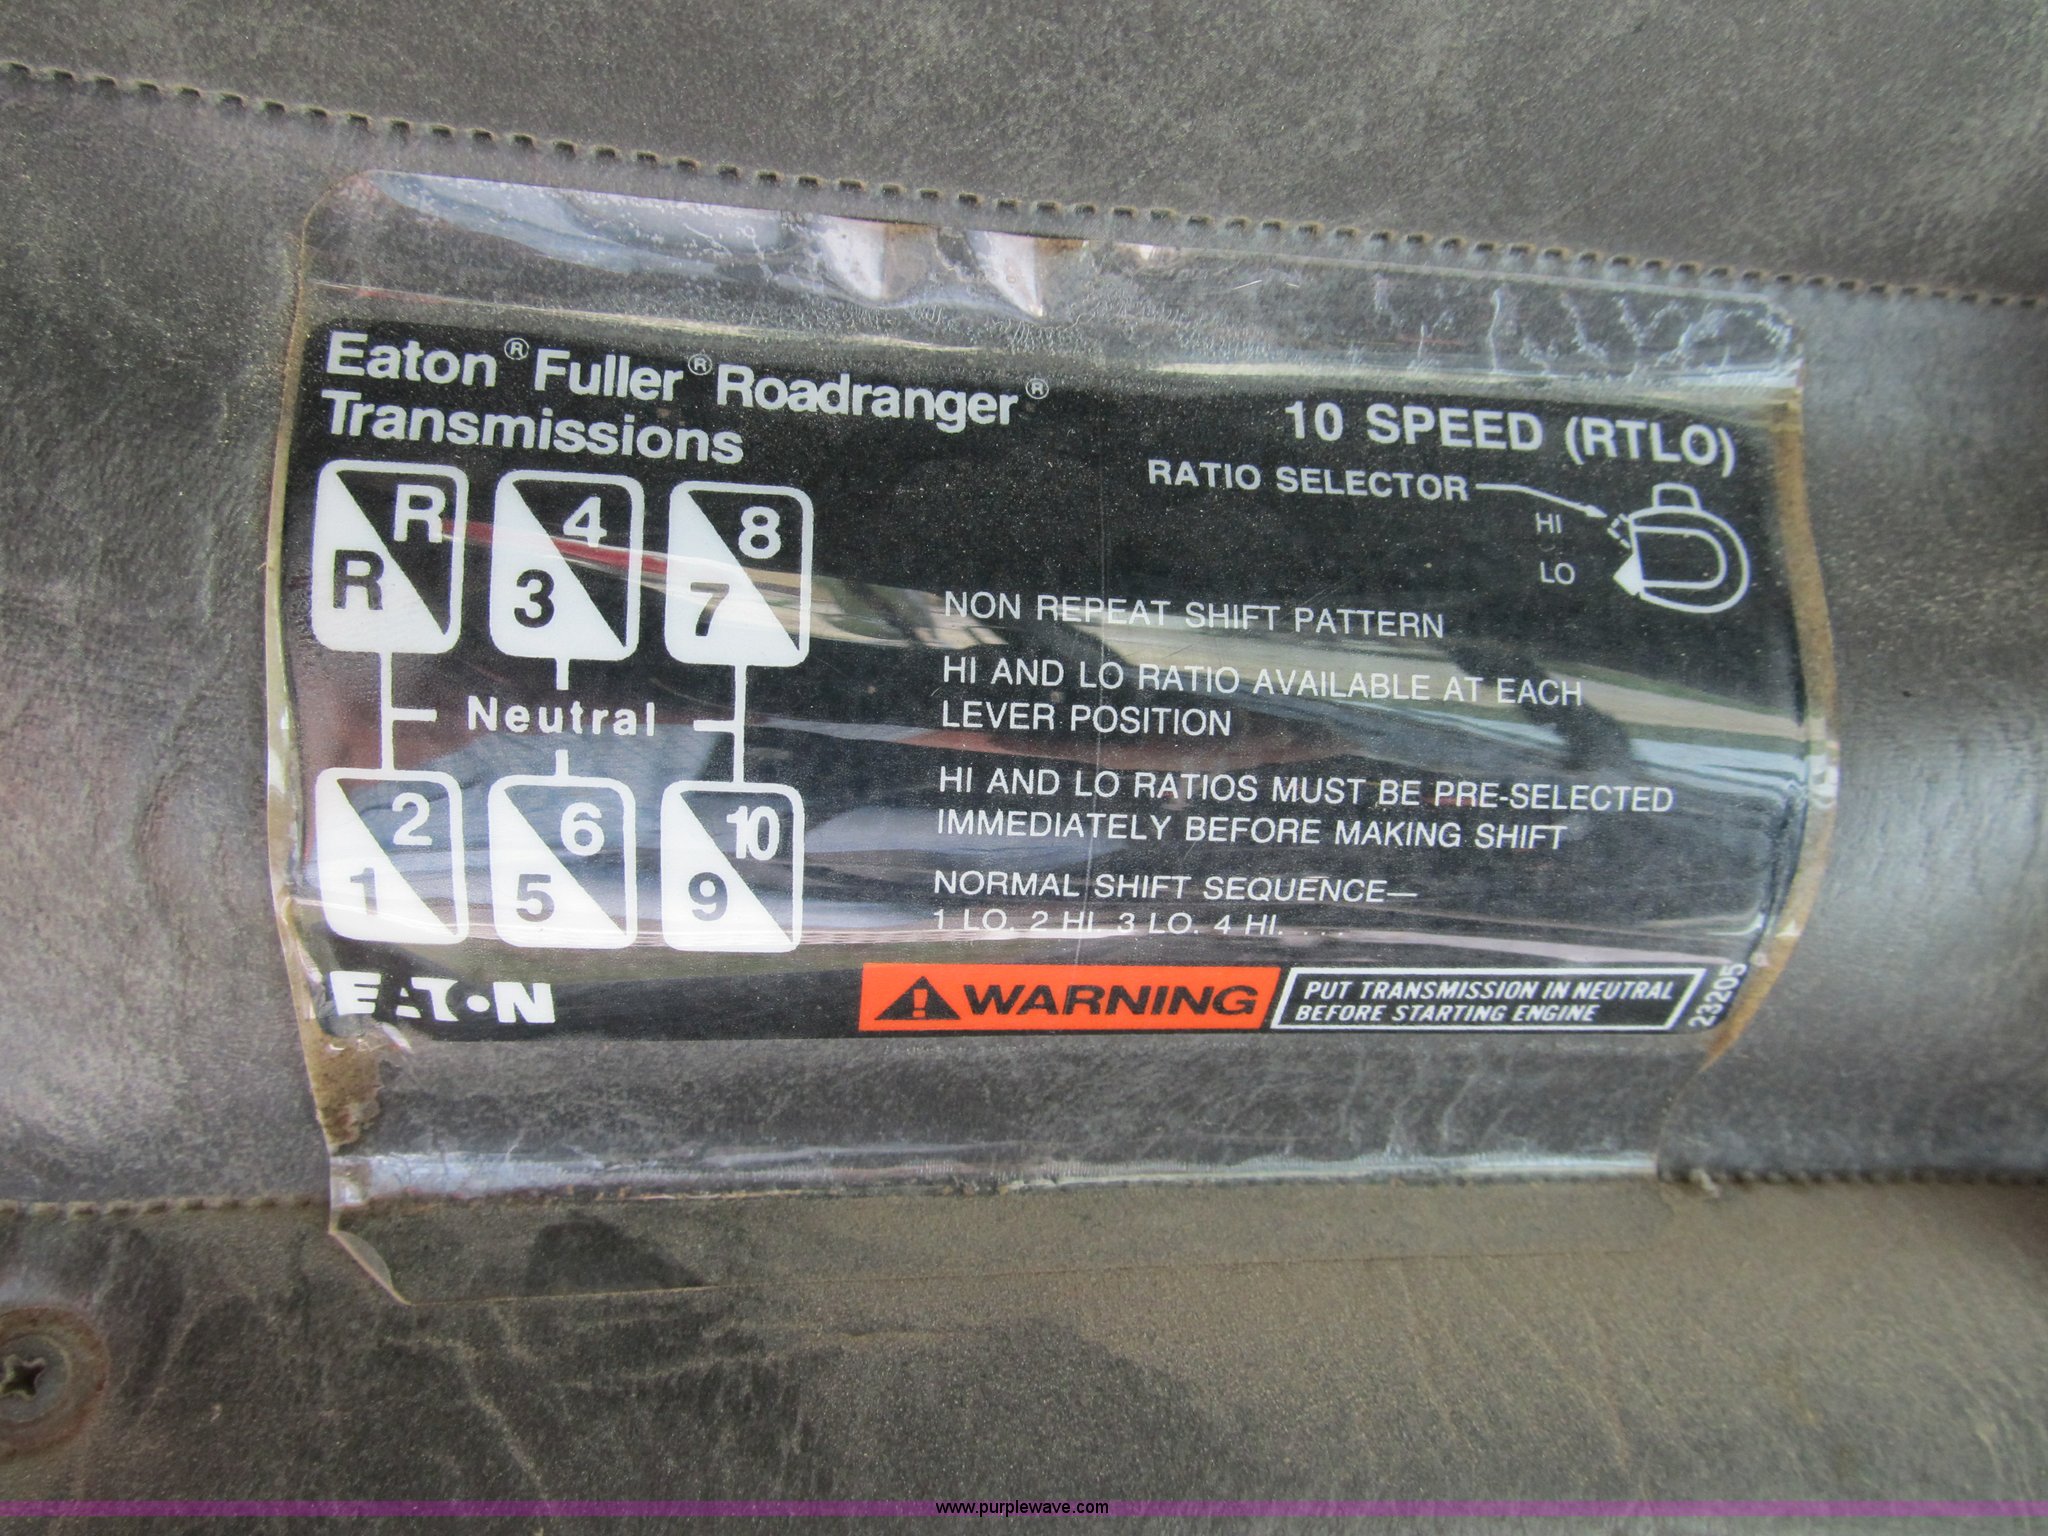 Eaton® Fuller® Roadranger®
Transmissions
10 SPEED (RTLO)
RATIO SELECTOR
HI
LO
R
R
4
3
8
7
Neutral
2
1
6
5
10
9
NON REPEAT SHIFT PATTERN
HI AND LO RATIO AVAILABLE AT EACH
LEVER POSITION
HI AND LO RATIOS MUST BE PRE-SELECTED
IMMEDIATELY BEFORE MAKING SHIFT
NORMAL SHIFT SEQUENCE—
1 LO. 2 HI. 3 LO. 4 HI. . . .
EATON
WARNING
PUT TRANSMISSION IN NEUTRAL
BEFORE STARTING ENGINE
23205
www.purplewave.com